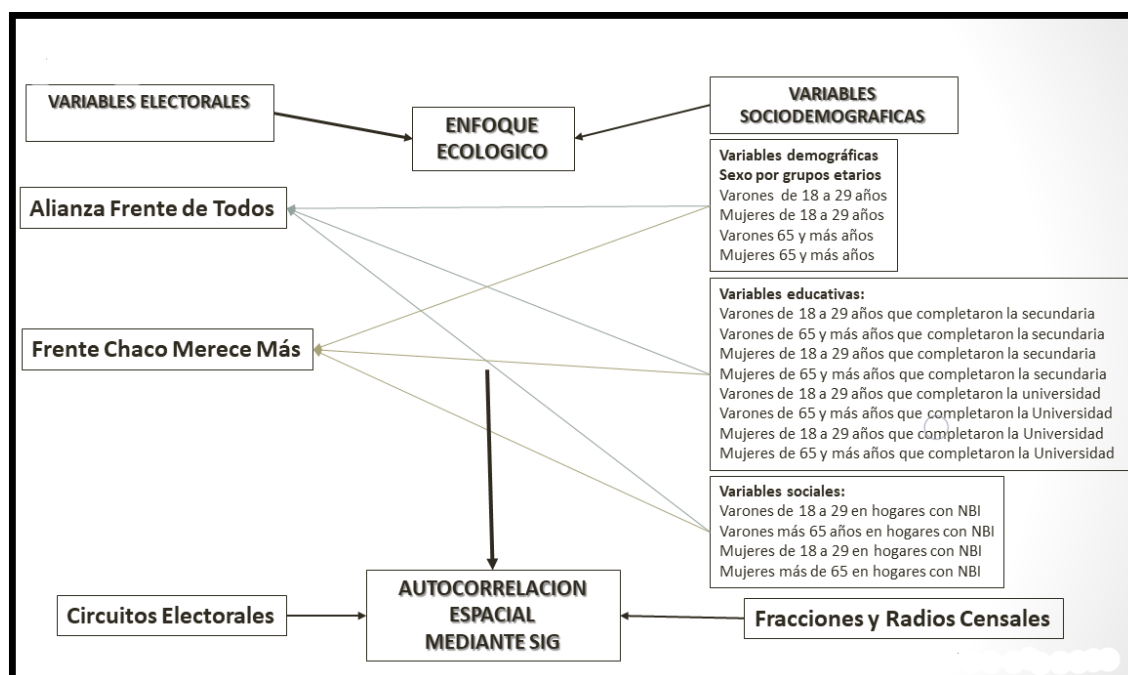 VARIABLES ELECTORALES
ENFOQUE
ECOLOGICO
VARIABLES
SOCIODEMOGRAFICAS
Alianza Frente de Todos
Frente Chaco Merece Más
Variables demográficas
Sexo por grupos etarios
Varones de 18 a 29 años
Mujeres de 18 a 29 años
Varones 65 y más años
Mujeres 65 y más años
Variables educativas:
Varones de 18 a 29 años que completaron la secundaria
Varones de 65 y más años que completaron la secundaria
Mujeres de 18 a 29 años que completaron la secundaria
Mujeres de 65 y más años que completaron la secundaria
Varones de 18 a 29 años que completaron la universidad
Varones de 65 y más años que completaron la Universidad
Mujeres de 18 a 29 años que completaron la Universidad
Mujeres de 65 y más años que completaron la Universidad
Variables sociales:
Varones de 18 a 29 en hogares con NBI
Varones más 65 años en hogares con NBI
Mujeres de 18 a 29 en hogares con NBI
Mujeres más de 65 en hogares con NBI
Circuitos Electorales
AUTOCORRELACION
ESPACIAL
MEDIANTE SIG
Fracciones y Radios Censales